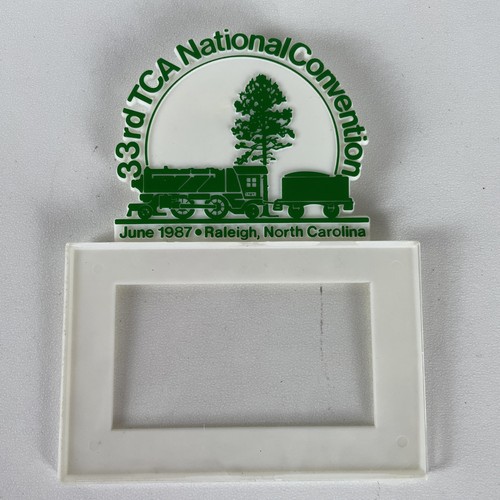 33rd TCA National Convention
June 1987 • Raleigh, North Carolina